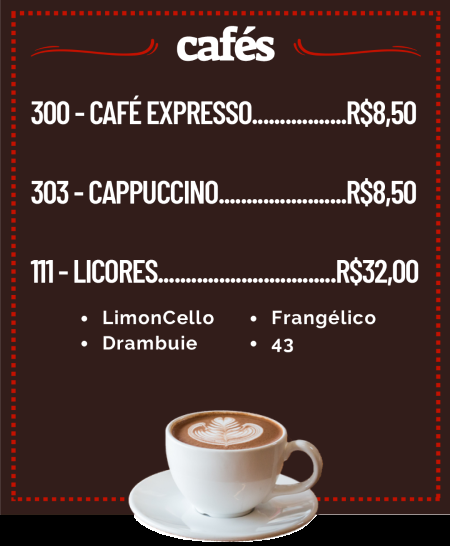 cafés
300 - CAFÉ EXPRESSO.................R$8,50
303 - CAPPUCCINO.......................R$8,50
111 - LICORES................................R$32,00
• LimonCello • Frangélico
• Drambuie • 43